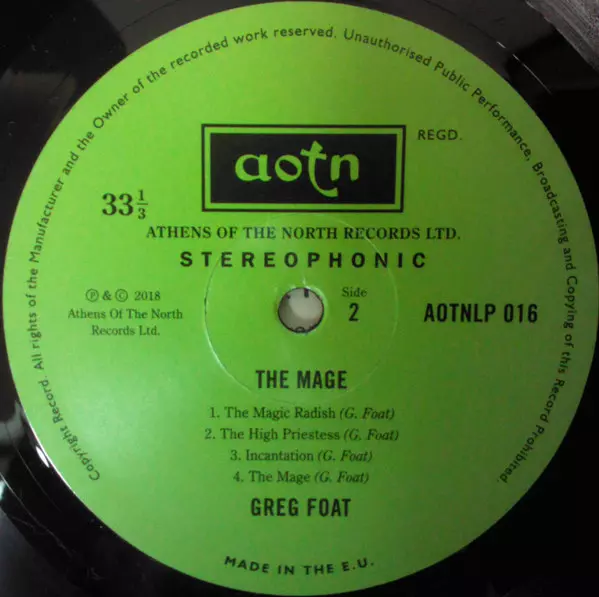 Copyright Record. All rights of the Manufacturer and the Owner of the recorded work reserved. Unauthorised Public Performance, Broadcasting and Copying of this Record Prohibited.
aotn
REGD.
33 1/3
ATHENS OF THE NORTH RECORDS LTD.
STEREOPHONIC
℗ & © 2018
Athens Of The North
Records Ltd.
Side
2
AOTNLP 016
THE MAGE
1. The Magic Radish (G. Foat)
2. The High Priestess (G. Foat)
3. Incantation (G. Foat)
4. The Mage (G. Foat)
GREG FOAT
MADE IN THE E.U.